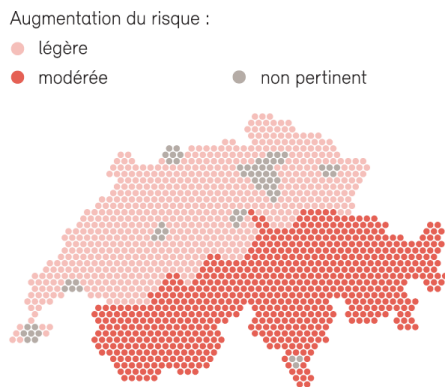 Augmentation du risque :
légère
modérée
non pertinent